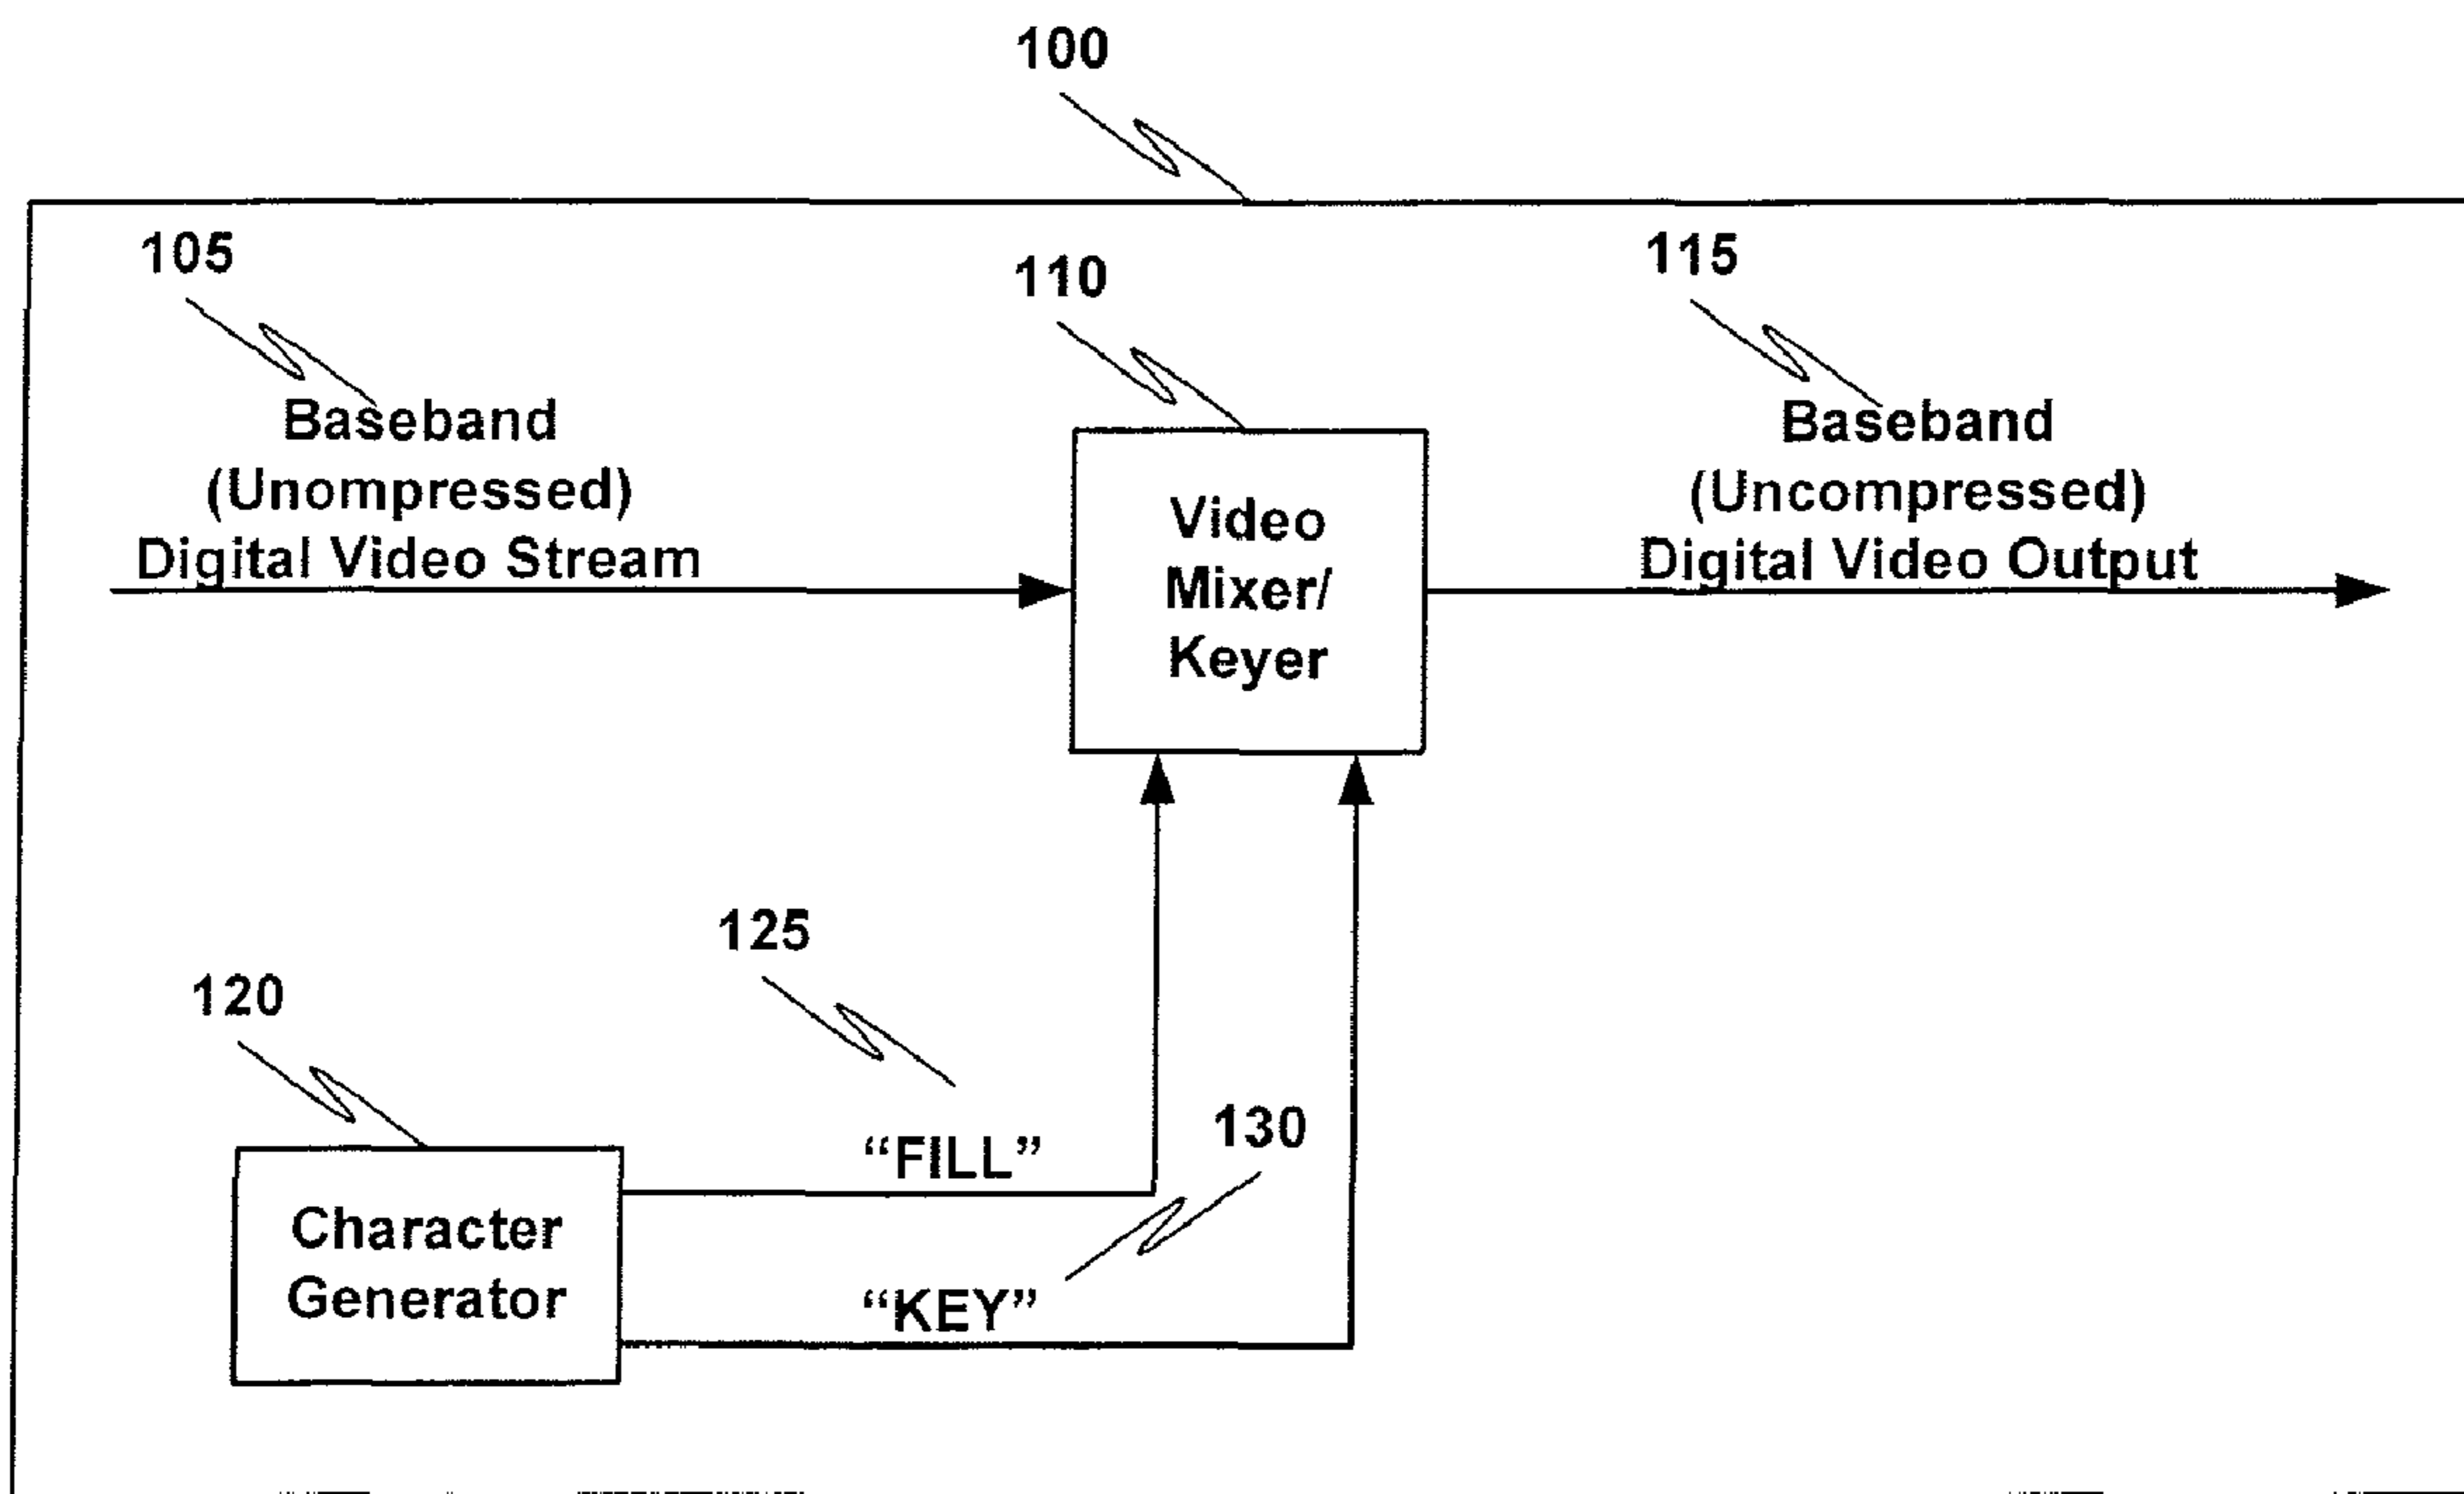 100
105
110
115
Baseband
(Unompressed)
Digital Video Stream
Video
Mixer/
Keyer
Baseband
(Uncompressed)
Digital Video Output
125
120
130
“FILL”
Character
Generator
“KEY”